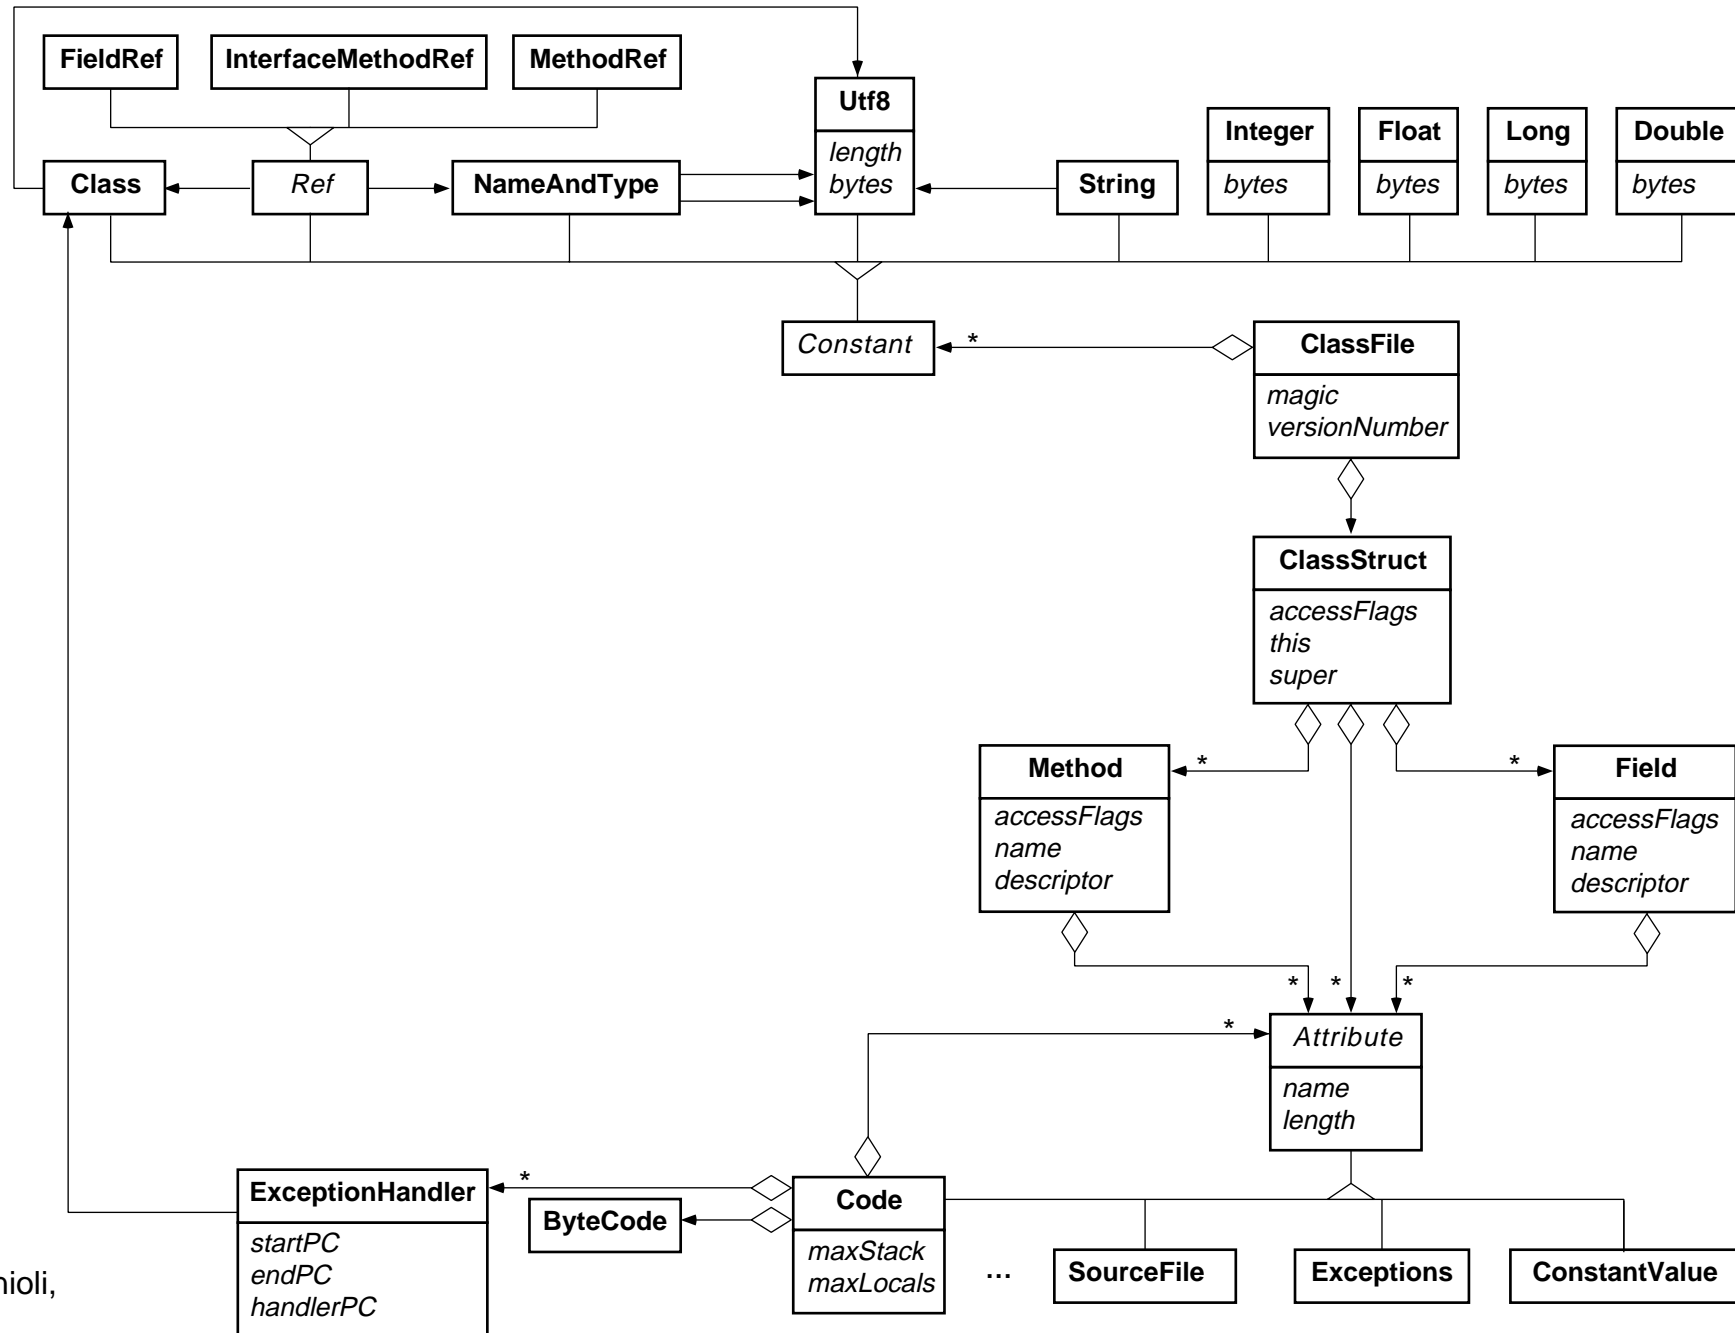 FieldRef
InterfaceMethodRef
MethodRef
Utf8
length
bytes
Integer
bytes
Float
bytes
Long
bytes
Double
bytes
Class
Ref
NameAndType
String
Constant
*
ClassFile
magic
versionNumber
ClassStruct
accessFlags
this
super
Method
accessFlags
name
descriptor
*
*
Field
accessFlags
name
descriptor
*
*
*
*
Attribute
name
length
ExceptionHandler
startPC
endPC
handlerPC
*
ByteCode
Code
maxStack
maxLocals
...
SourceFile
Exceptions
ConstantValue
nioli,